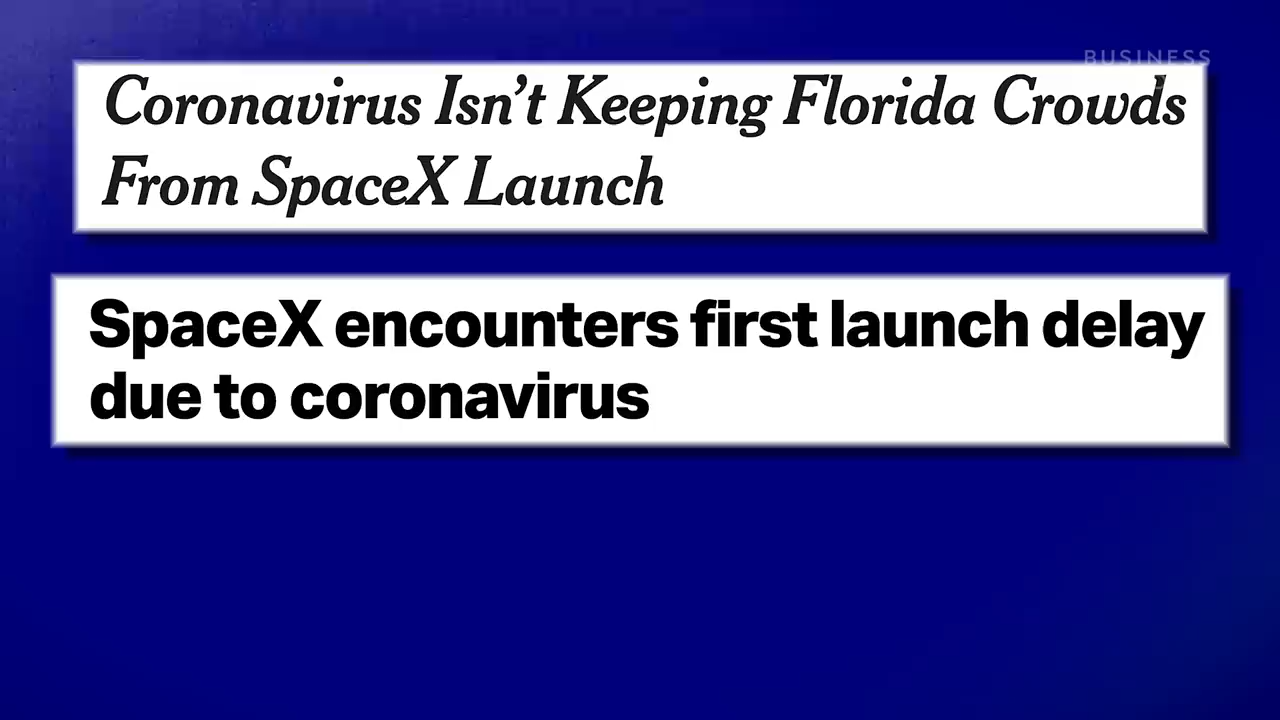 BUSINESS
Coronavirus Isn’t Keeping Florida Crowds
From SpaceX Launch
SpaceX encounters first launch delay
due to coronavirus